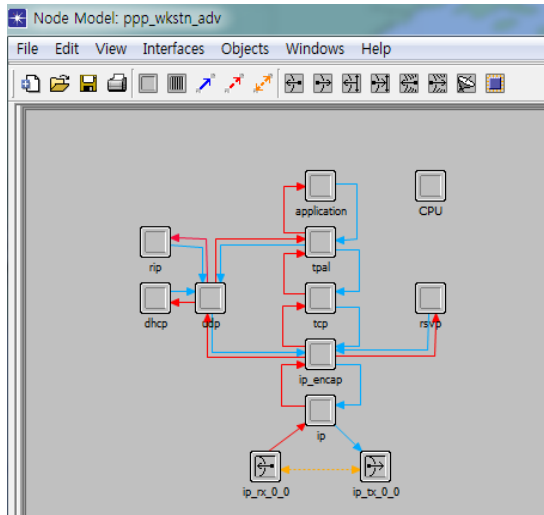 Node Model: ppp_wkstn_adv
File Edit View Interfaces Objects Windows Help
application
CPU
rip
tpal
dhcp
udp
tcp
rsvp
ip_encap
ip
ip_rx_0_0
ip_tx_0_0